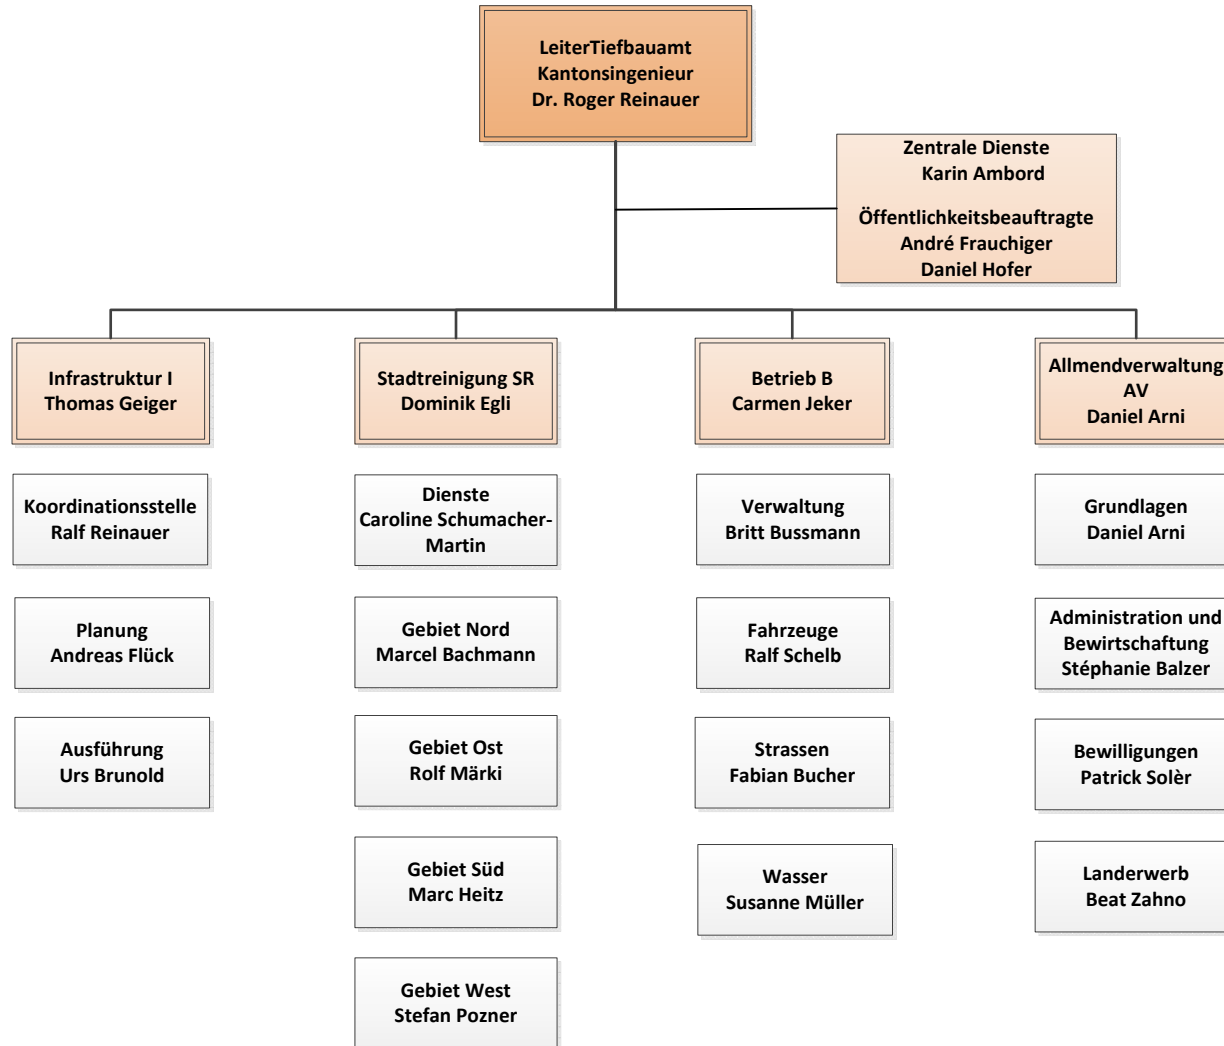 LeiterTiefbauamt
Kantonsingenieur
Dr. Roger Reinauer
Zentrale Dienste
Karin Ambord
Öffentlichkeitsbeauftragte
André Frauchiger
Daniel Hofer
Infrastruktur I
Thomas Geiger
Koordinationsstelle
Ralf Reinauer
Planung
Andreas Flück
Ausführung
Urs Brunold
Stadtreinigung SR
Dominik Egli
Dienste
Caroline Schumacher-
Martin
Gebiet Nord
Marcel Bachmann
Gebiet Ost
Rolf Märki
Gebiet Süd
Marc Heitz
Gebiet West
Stefan Pozner
Betrieb B
Carmen Jeker
Verwaltung
Britt Bussmann
Fahrzeuge
Ralf Schelb
Strassen
Fabian Bucher
Wasser
Susanne Müller
Allmendverwaltung
AV
Daniel Arni
Grundlagen
Daniel Arni
Administration und
Bewirtschaftung
Stéphanie Balzer
Bewilligungen
Patrick Solèr
Landerwerb
Beat Zahno